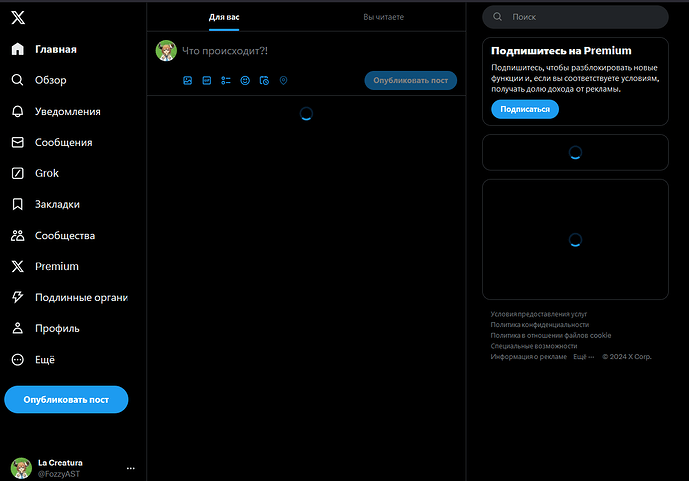 Главная
Обзор
Уведомления
Сообщения
Grok
Закладки
Сообщества
Premium
Подлинные органи
Профиль
Ещё
Опубликовать пост
La Creatura
@FozzyAST
Для вас
Вы читаете
Что происходит?!
Опубликовать пост
Поиск
Подпишитесь на Premium
Подпишитесь, чтобы разблокировать новые
функции и, если вы соответствуете условиям,
получать долю дохода от рекламы.
Подписаться
Условия предоставления услуг
Политика конфиденциальности
Политика в отношении файлов cookie
Специальные возможности
Информация о рекламе Ещё ··· © 2024 X Corp.